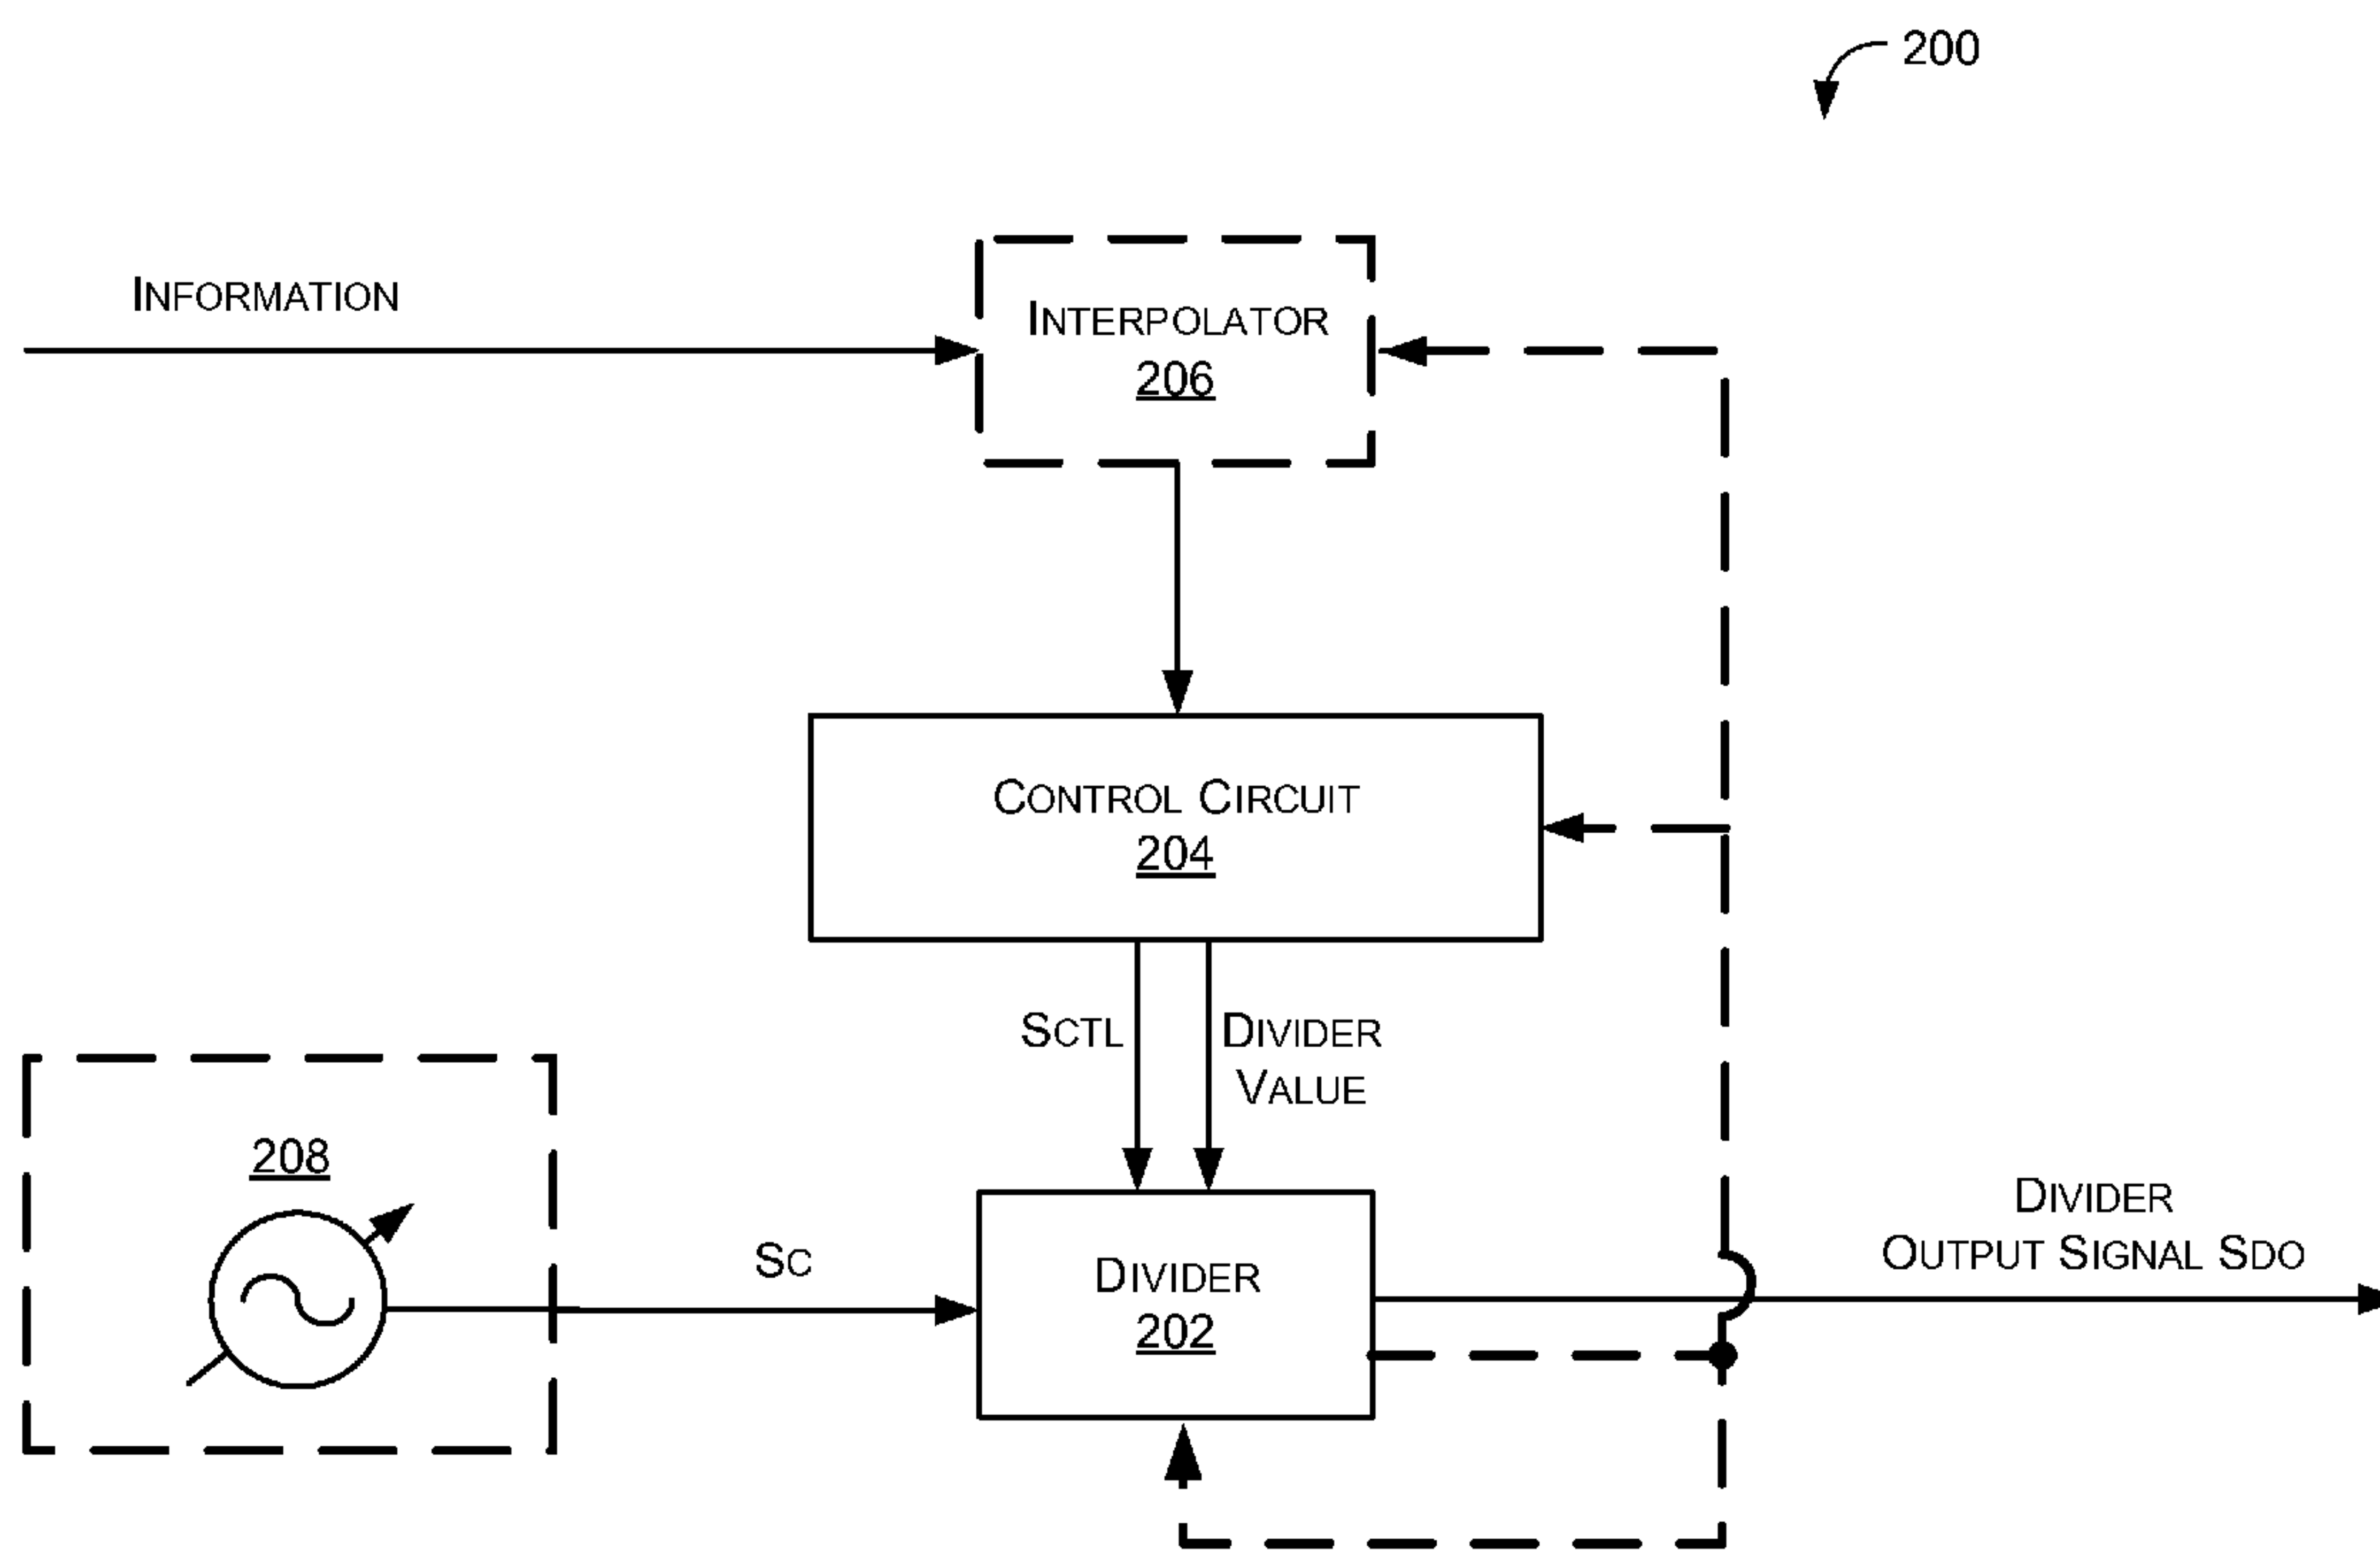 200
INFORMATION
INTERPOLATOR
206
CONTROL CIRCUIT
204
SCTL
DIVIDER
VALUE
208
SC
DIVIDER
202
DIVIDER
OUTPUT SIGNAL SDO